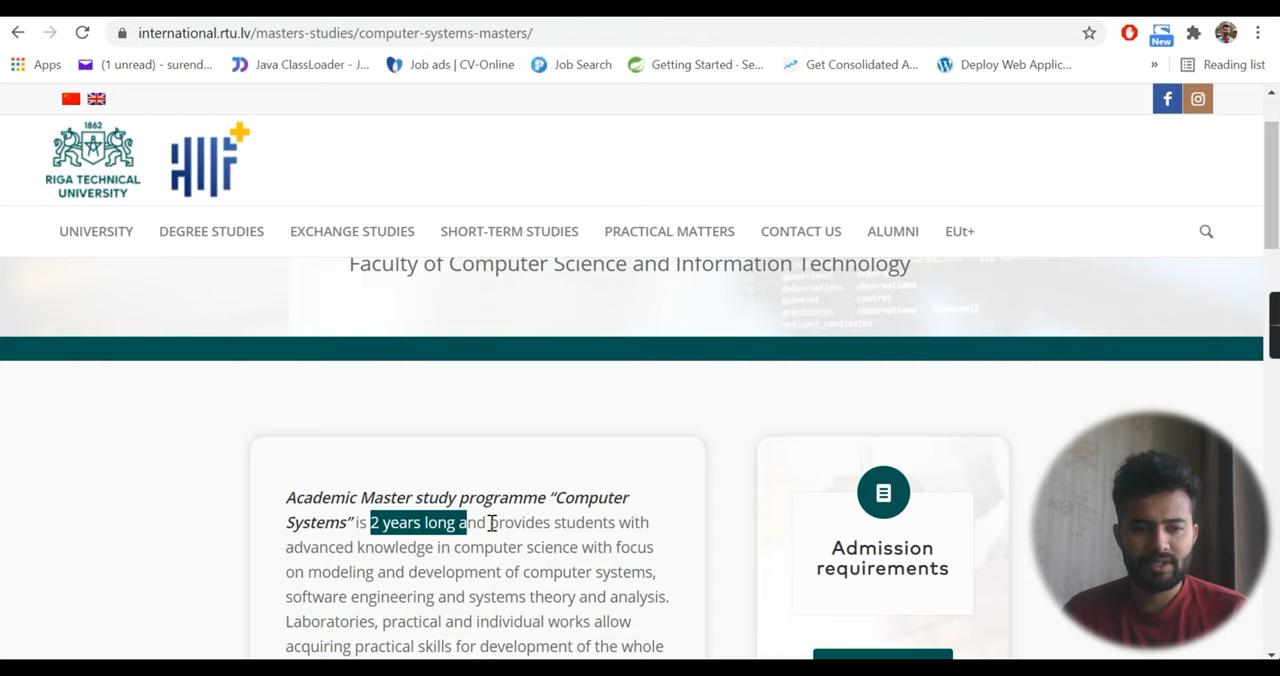 international.rtu.lv/masters-studies/computer-systems-masters/
New
Apps
(1 unread) - surend...
Java ClassLoader - J...
Job ads | CV-Online
Job Search
Getting Started · Se...
Get Consolidated A...
Deploy Web Applic...
»
Reading list
1862
RIGA TECHNICAL
UNIVERSITY
UNIVERSITY
DEGREE STUDIES
EXCHANGE STUDIES
SHORT-TERM STUDIES
PRACTICAL MATTERS
CONTACT US
ALUMNI
EUt+
Faculty of Computer Science and Information Technology
Academic Master study programme “Computer
Systems” is 2 years long and provides students with
advanced knowledge in computer science with focus
on modeling and development of computer systems,
software engineering and systems theory and analysis.
Laboratories, practical and individual works allow
acquiring practical skills for development of the whole
Admission
requirements